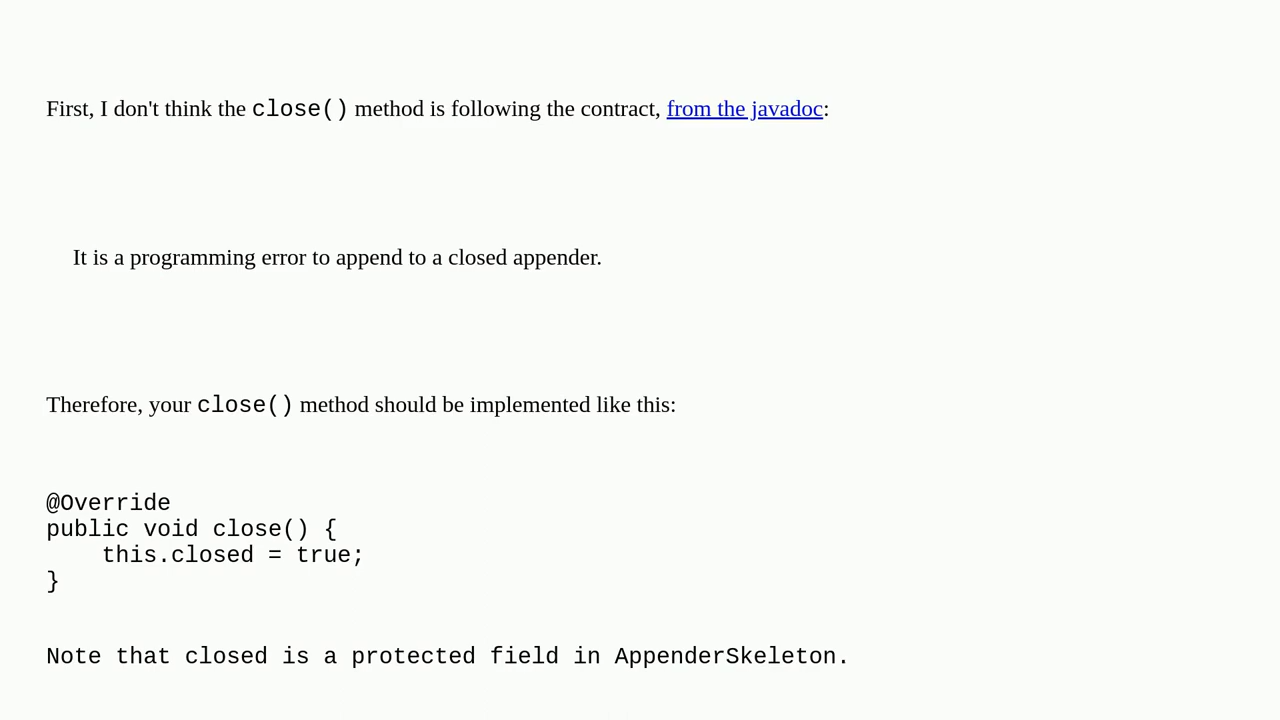 First, I don't think the close() method is following the contract, from the javadoc:
It is a programming error to append to a closed appender.
Therefore, your close() method should be implemented like this:
@Override
public void close() {
    this.closed = true;
}
Note that closed is a protected field in AppenderSkeleton.